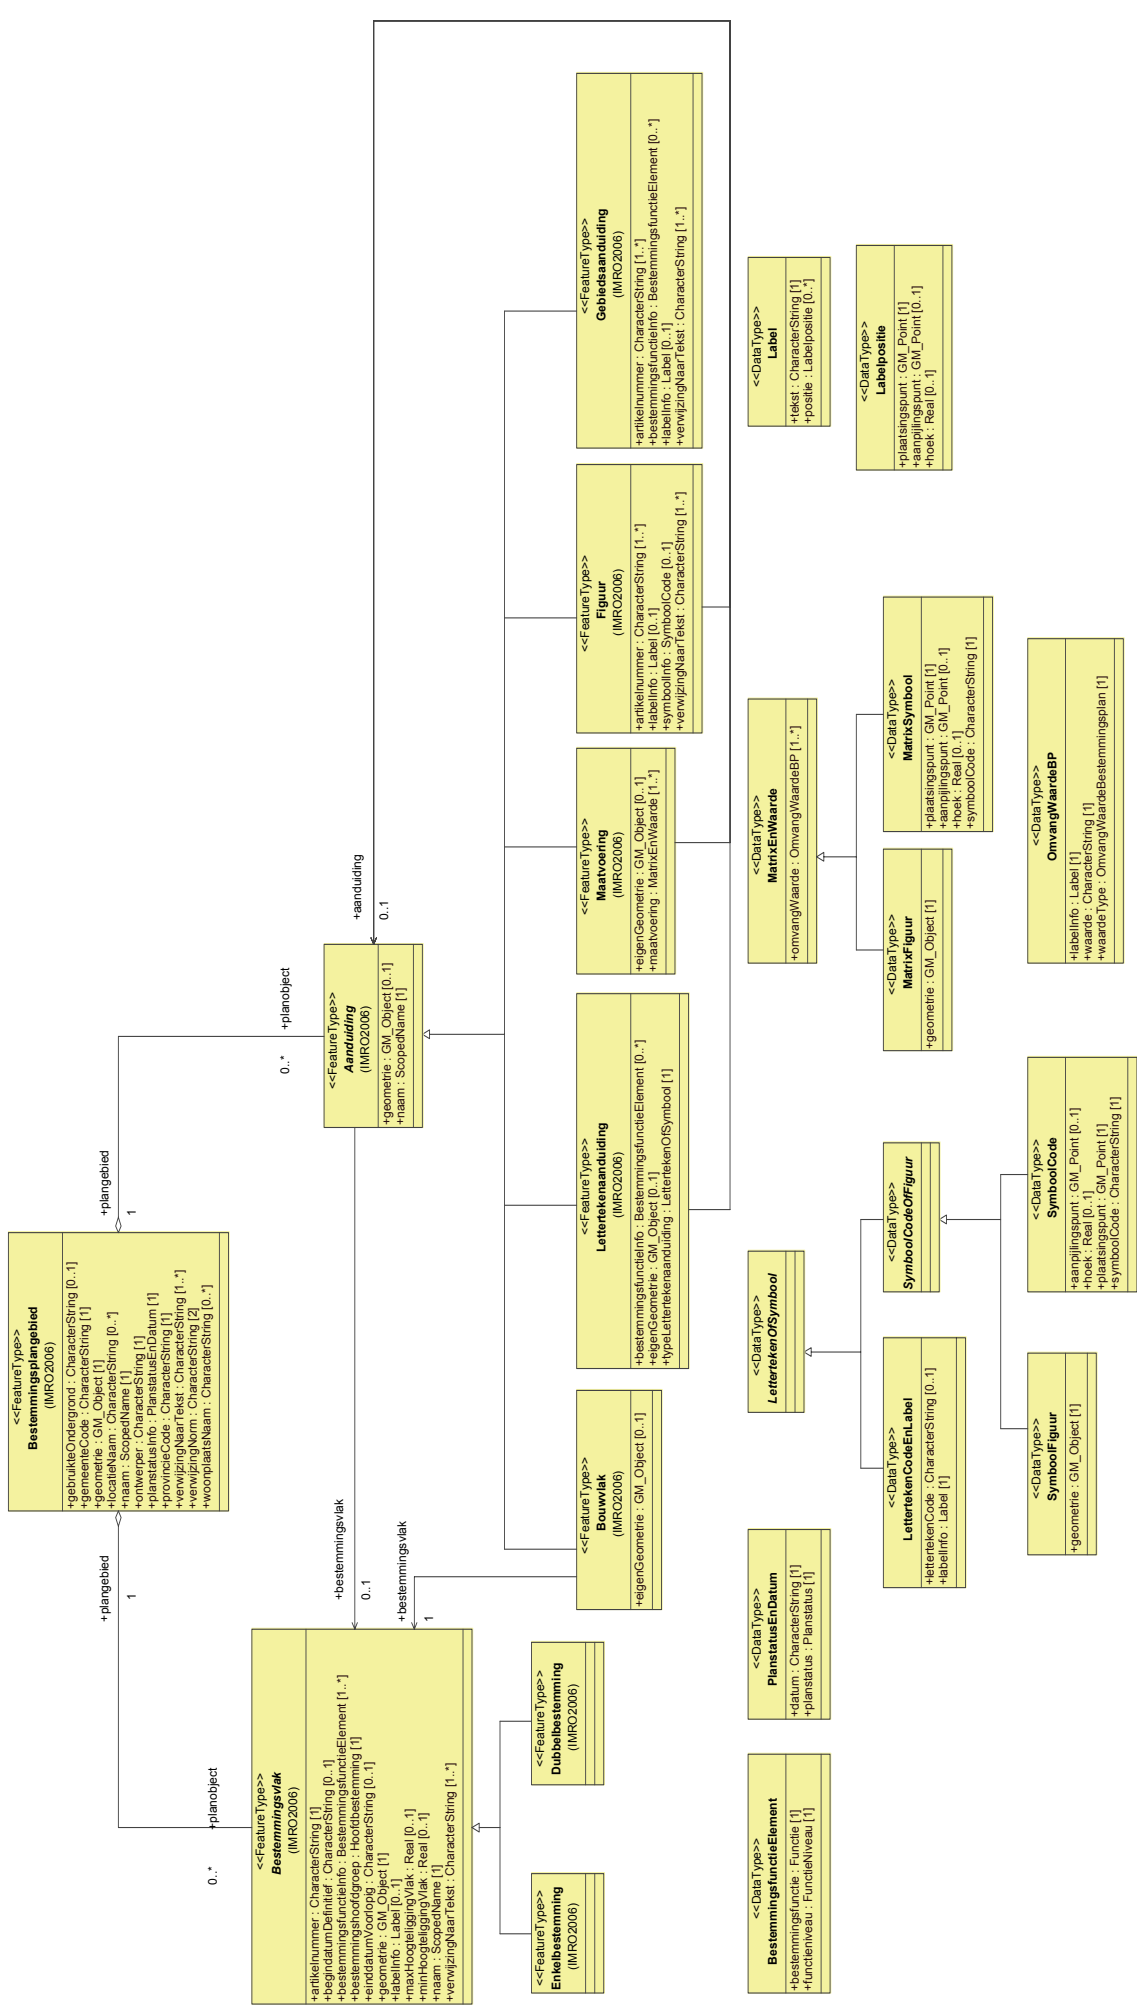 <<FeatureType>>
Bestemmingsplangebied
(IMRO2006)
+gebruikteOndergrond : CharacterString [0..1]
+gemeenteCode : CharacterString [1]
+geometrie : GM_Object [1]
+locatieNaam : CharacterString [0..*]
+naam : ScopedName [1]
+ontwerper : CharacterString [1]
+planstatusInfo : PlanstatusEnDatum [1]
+provincieCode : CharacterString [1]
+verwijzingNaarTekst : CharacterString [1..*]
+verwijzingNorm : CharacterString [2]
+woonplaatsNaam : CharacterString [0..*]
+plangebied
1
+plangebied
1
0..*
+planobject
0..*
+planobject
<<FeatureType>>
Bestemmingsvlak
(IMRO2006)
+artikelnummer : CharacterString [1]
+begindatumDefinitief : CharacterString [0..1]
+bestemmingsfunctieInfo : BestemmingsfunctieElement [1..*]
+bestemmingshoofdgroep : Hoofdbestemming [1]
+einddatumVoorlopig : CharacterString [0..1]
+geometrie : GM_Object [1]
+labelInfo : Label [0..1]
+maxHoogteliggingVlak : Real [0..1]
+minHoogteliggingVlak : Real [0..1]
+naam : ScopedName [1]
+verwijzingNaarTekst : CharacterString [1..*]
+bestemmingsvlak
0..1
+bestemmingsvlak
1
<<FeatureType>>
Aanduiding
(IMRO2006)
+geometrie : GM_Object [0..1]
+naam : ScopedName [1]
+aanduiding
0..1
<<FeatureType>>
Enkelbestemming
(IMRO2006)
<<FeatureType>>
Dubbelbestemming
(IMRO2006)
<<FeatureType>>
Bouwvlak
(IMRO2006)
+eigenGeometrie : GM_Object [0..1]
<<FeatureType>>
Lettertekenaanduiding
(IMRO2006)
+bestemmingsfunctieInfo : BestemmingsfunctieElement [0..*]
+eigenGeometrie : GM_Object [0..1]
+typeLettertekenaanduiding : LettertekenOfSymbool [1]
<<FeatureType>>
Maatvoering
(IMRO2006)
+eigenGeometrie : GM_Object [0..1]
+maatvoering : MatrixEnWaarde [1..*]
<<FeatureType>>
Figuur
(IMRO2006)
+artikelnummer : CharacterString [1..*]
+labelInfo : Label [0..1]
+symboolInfo : SymboolCode [0..1]
+verwijzingNaarTekst : CharacterString [1..*]
<<FeatureType>>
Gebiedsaanduiding
(IMRO2006)
+artikelnummer : CharacterString [1..*]
+bestemmingsfunctieInfo : BestemmingsfunctieElement [0..*]
+labelInfo : Label [0..1]
+verwijzingNaarTekst : CharacterString [1..*]
<<DataType>>
BestemmingsfunctieElement
+bestemmingsfunctie : Functie [1]
+functieniveau : FunctieNiveau [1]
<<DataType>>
PlanstatusEnDatum
+datum : CharacterString [1]
+planstatus : Planstatus [1]
<<DataType>>
LettertekenOfSymbool
<<DataType>>
MatrixEnWaarde
+omvangWaarde : OmvangWaardeBP [1..*]
<<DataType>>
Label
+tekst : CharacterString [1]
+positie : Labelpositie [0..*]
<<DataType>>
LettertekenCodeEnLabel
+lettertekenCode : CharacterString [0..1]
+labelInfo : Label [1]
<<DataType>>
SymboolCodeOfFiguur
<<DataType>>
MatrixFiguur
+geometrie : GM_Object [1]
<<DataType>>
MatrixSymbool
+plaatsingspunt : GM_Point [1]
+aanpijlingspunt : GM_Point [0..1]
+hoek : Real [0..1]
+symboolCode : CharacterString [1]
<<DataType>>
Labelpositie
+plaatsingspunt : GM_Point [1]
+aanpijlingspunt : GM_Point[0..1]
+hoek : Real [0..1]
<<DataType>>
SymboolFiguur
+geometrie : GM_Object [1]
<<DataType>>
SymboolCode
+aanpijlingspunt : GM_Point [0..1]
+hoek : Real [0..1]
+plaatsingspunt : GM_Point [1]
+symboolCode : CharacterString [1]
<<DataType>>
OmvangWaardeBP
+labelInfo : Label [1]
+waarde : CharacterString [1]
+waardeType : OmvangWaardeBestemmingsplan [1]